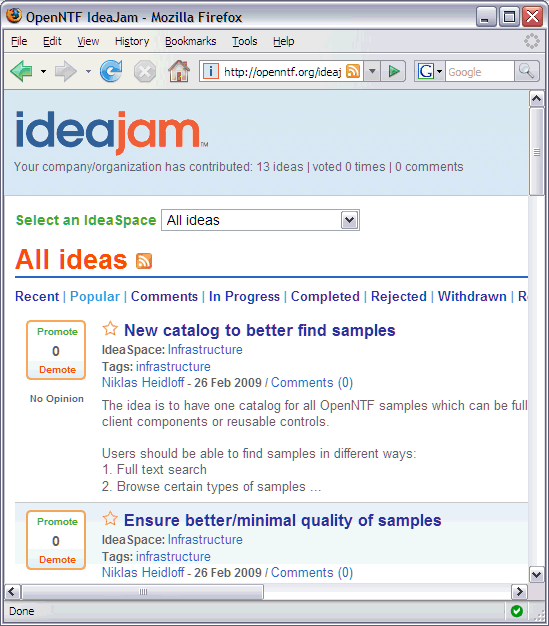 OpenNTF IdeaJam - Mozilla Firefox
File Edit View History Bookmarks Tools Help
http://openntf.org/ideaj G Google
ideajam™
Your company/organization has contributed: 13 ideas | voted 0 times | 0 comments
Select an IdeaSpace All ideas
All ideas
Recent | Popular | Comments | In Progress | Completed | Rejected | Withdrawn | R
Promote
0
Demote
No Opinion
New catalog to better find samples
IdeaSpace: Infrastructure
Tags: infrastructure
Niklas Heidloff - 26 Feb 2009 / Comments (0)
The idea is to have one catalog for all OpenNTF samples which can be full
client components or reusable controls.
Users should be able to find samples in different ways:
1. Full text search
2. Browse certain types of samples ...
Promote
0
Demote
Ensure better/minimal quality of samples
IdeaSpace: Infrastructure
Tags: infrastructure
Niklas Heidloff - 26 Feb 2009 / Comments (0)
Done